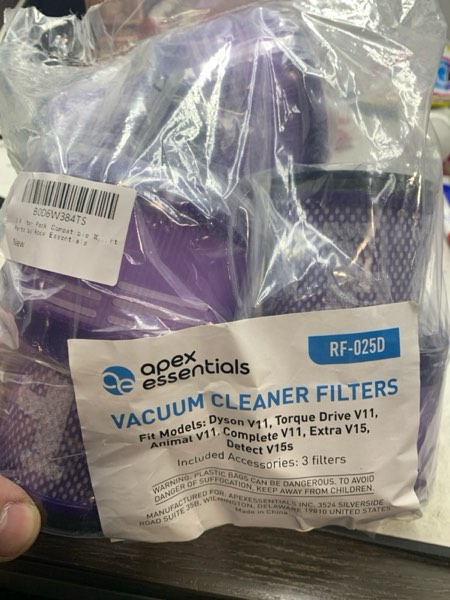 B0D6W384TS
New
apex
essentials
RF-025D
VACUUM CLEANER FILTERS
Fit Models: Dyson V11, Torque Drive V11,
Animal V11, Complete V11, Extra V15,
Detect V15s
Included Accessories: 3 filters
WARNING: PLASTIC BAGS CAN BE DANGEROUS. TO AVOID
DANGER OF SUFFOCATION, KEEP AWAY FROM CHILDREN.
MANUFACTURED FOR: APEXESSENTIALS INC. 3524 SILVERSIDE
ROAD SUITE 35B, WILMINGTON, DELAWARE 19810 UNITED STATES
Made in China